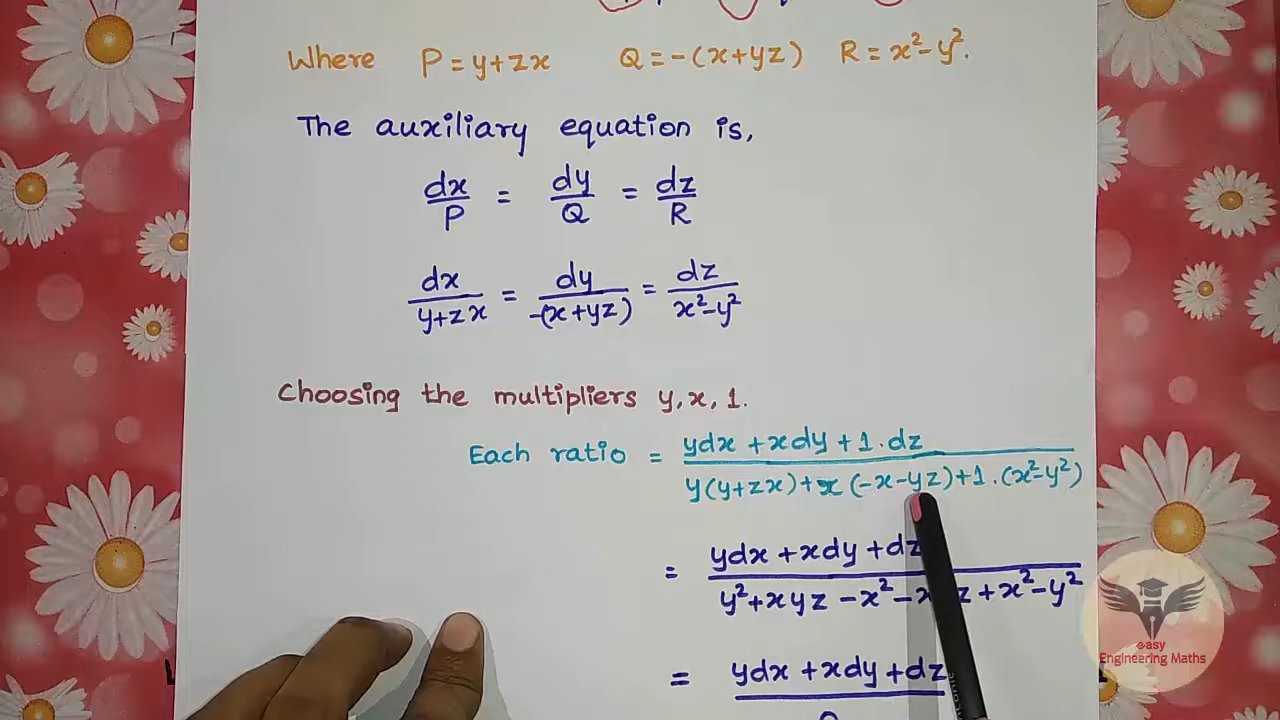 Where P = y+zx Q = -(x+yz) R = x²-y².
The auxiliary equation is,
dx/P = dy/Q = dz/R
dx/y+zx = dy/-(x+yz) = dz/x²-y²
Choosing the multipliers y, x, 1.
Each ratio = ydx + xdy + 1.dz / y(y+zx)+x(-x-yz)+1.(x²-y²)
= ydx + xdy + dz / y²+xyz -x² - z + x²-y²
= ydx + xdy + dz
easy
Engineering Maths